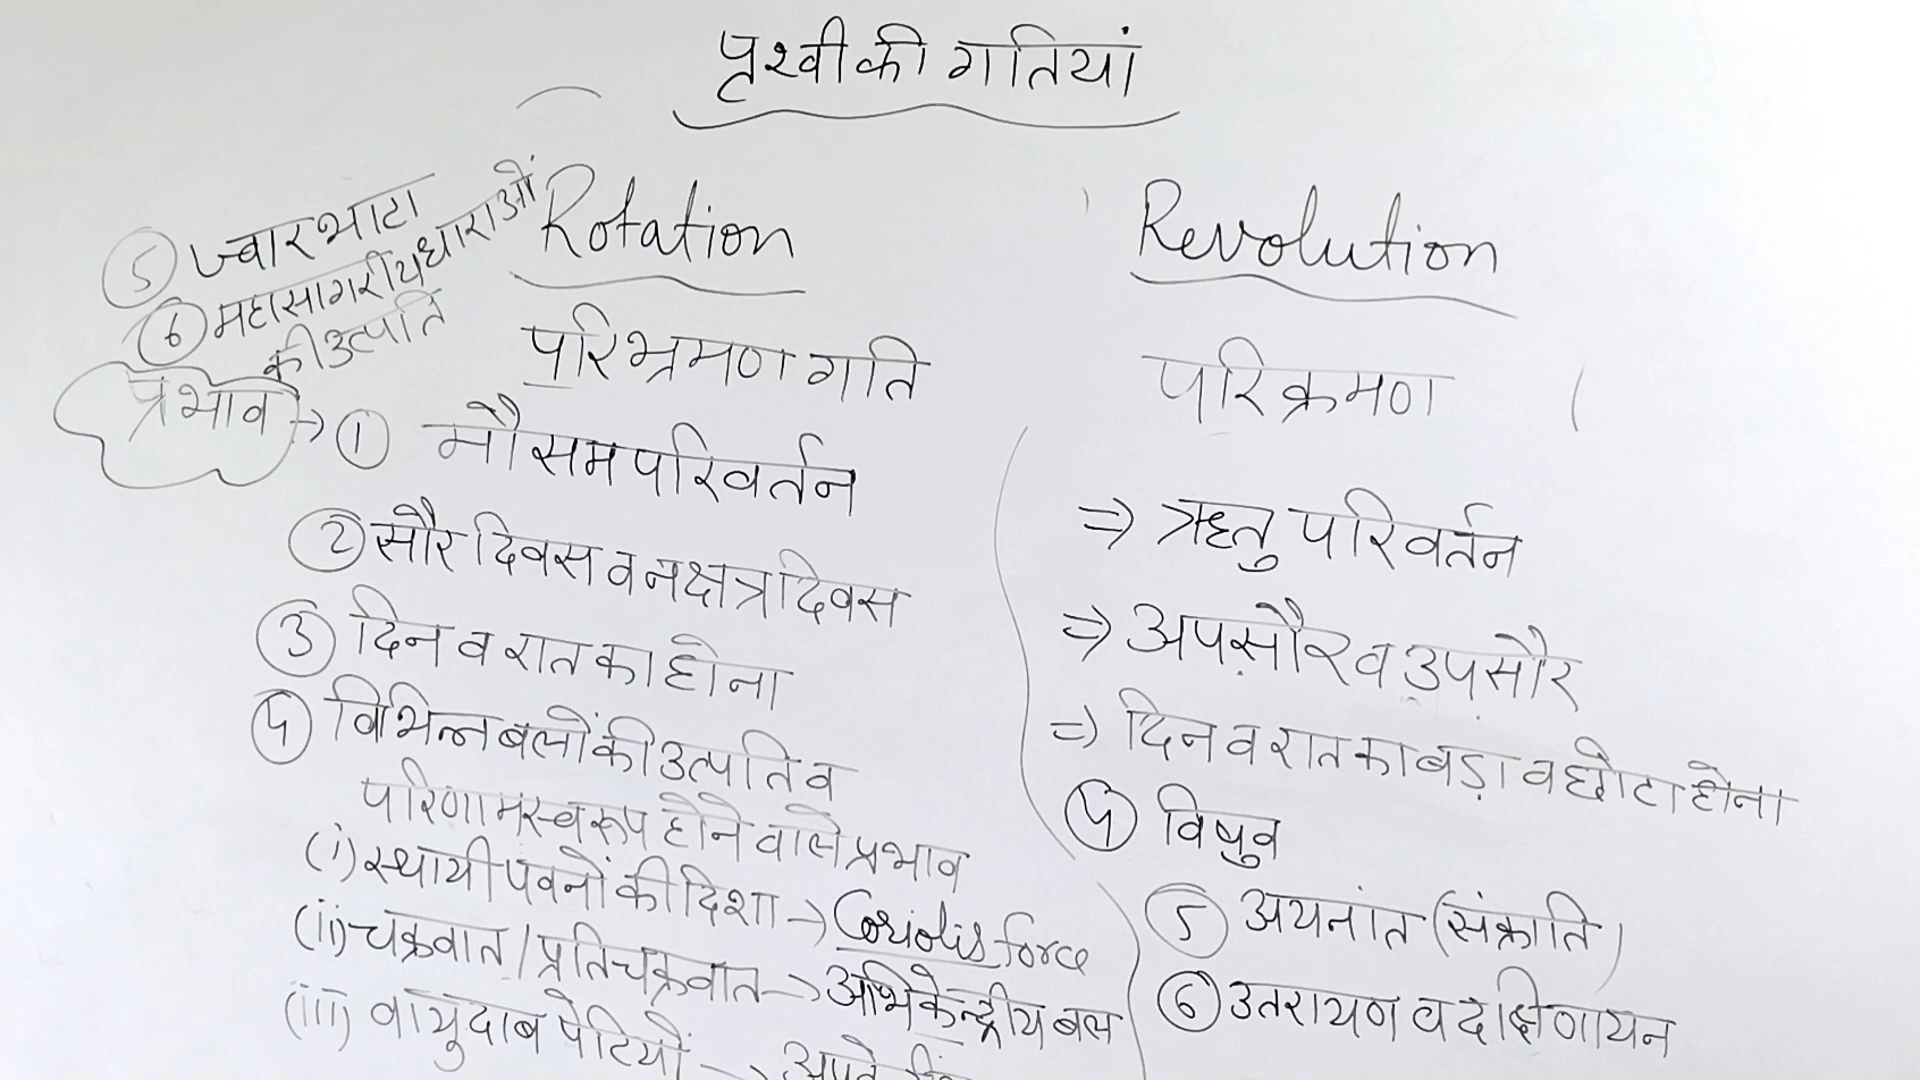 पृथ्वी की गतियां
Rotation
परिभ्रमण गति
प्रभाव → ① मौसम परिवर्तन
② सौर दिवस व नक्षत्र दिवस
③ दिन व रात का होना
④ विभिन्न बलों की उत्पति व
परिणामस्वरूप होने वाले प्रभाव
(i) स्थायी पवनों की दिशा → Coriolis force
(ii) चक्रवात / प्रतिचक्रवात → अभिकेन्द्रीय बल
(iii) वायुदाब पेटियों →
⑤ ज्वारभाटा
⑥ महासागरीय धाराओं
की उत्पति
Revolution
परिक्रमण
⇒ ऋतु परिवर्तन
⇒ अपसौर व उपसौर
⇒ दिन व रात का बड़ा व छोटा होना
④ विषुव
⑤ अयनांत (संक्राति)
⑥ उतरायण व दक्षिणायन